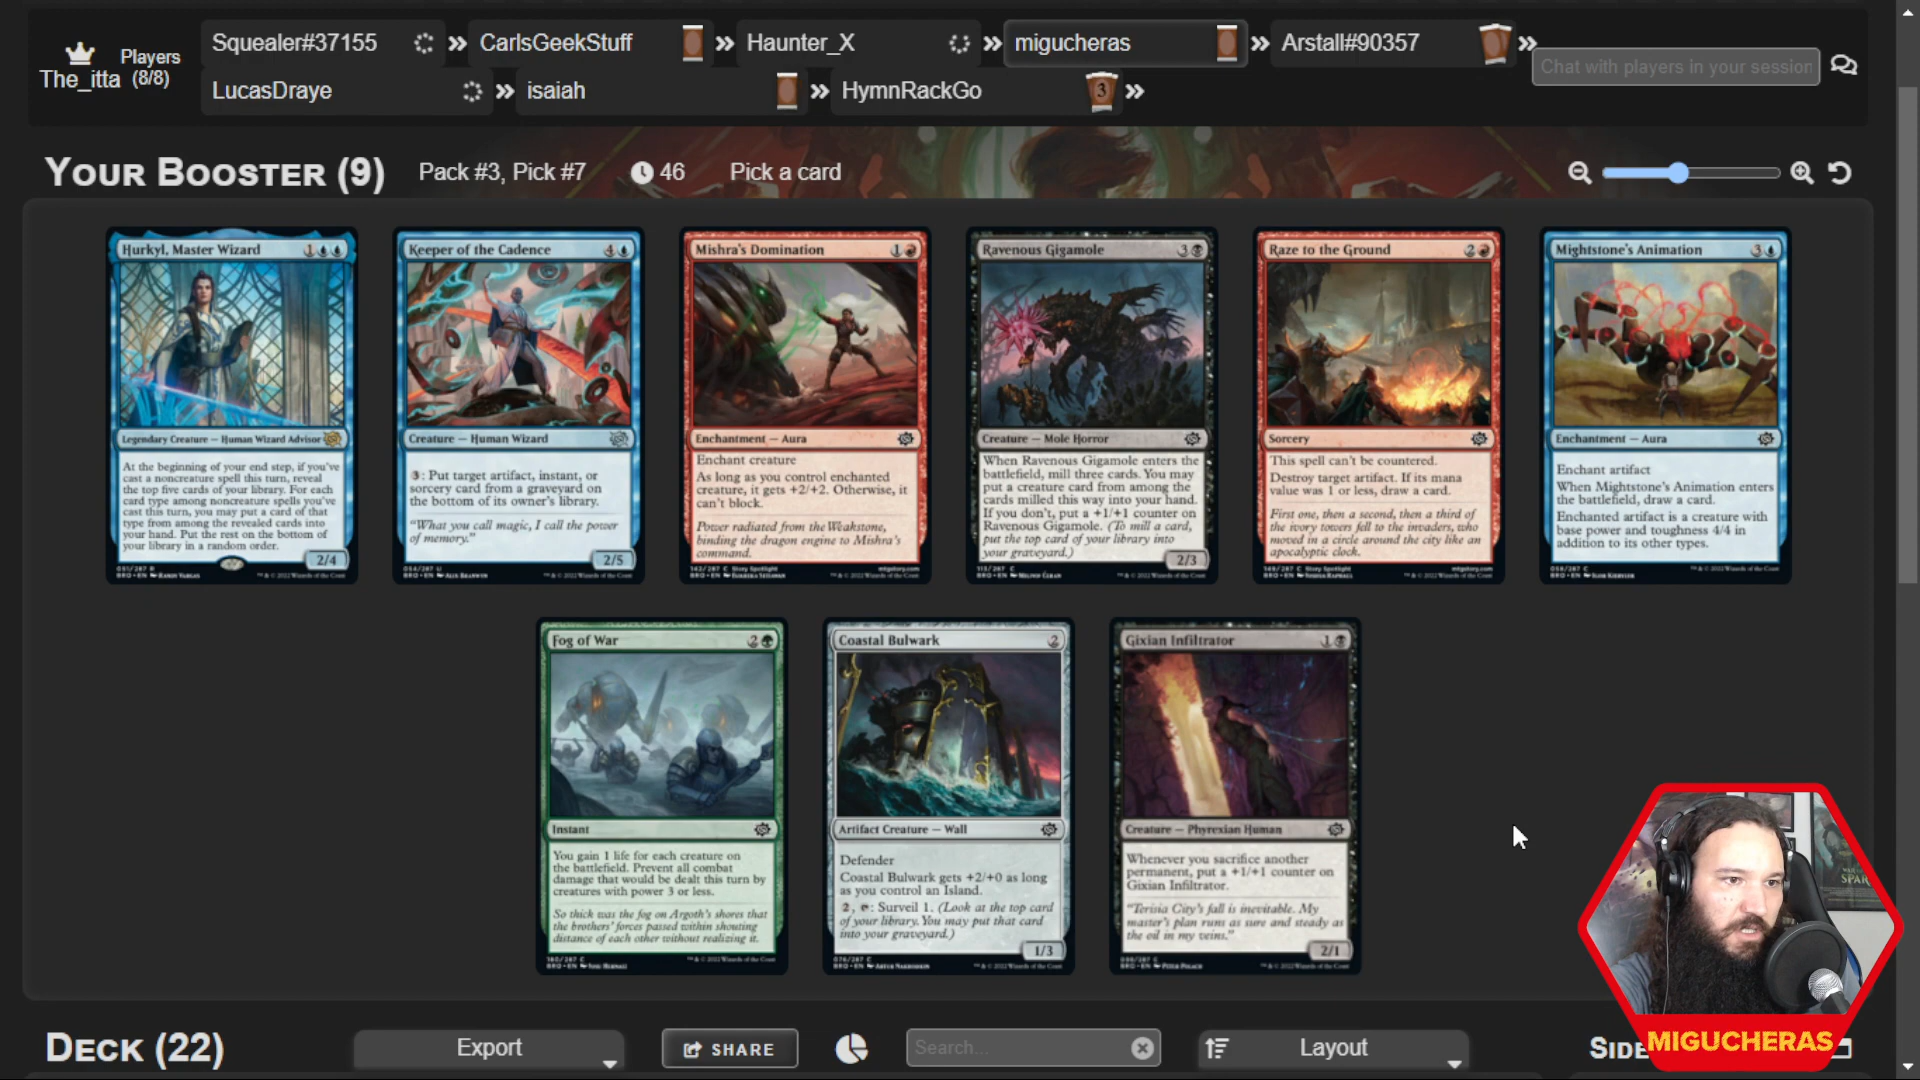 Players
The_itta (8/8)
Squealer#37155
CarlsGeekStuff
Haunter_X
migucheras
Arstall#90357
LucasDraye
isaiah
HymnRackGo
3
Chat with players in your session
YOUR BOOSTER (9)
Pack #3, Pick #7
46
Pick a card
Hurkyl, Master Wizard 1
Legendary Creature — Human Wizard Advisor
At the beginning of your end step, if you've
cast a noncreature spell this turn, reveal
the top five cards of your library. For each
card type among noncreature spells you've
cast this turn, you may put a card of that
type from among the revealed cards into
your hand. Put the rest on the bottom of
your library in a random order.
2/4
Keeper of the Cadence 4
Creature — Human Wizard
3: Put target artifact, instant, or
sorcery card from a graveyard on
the bottom of its owner's library.
"What you call magic, I call the power
of memory."
2/5
Mishra's Domination 1
Enchantment — Aura
Enchant creature
As long as you control enchanted
creature, it gets +2/+2. Otherwise, it
can't block.
Power radiated from the Weakstone,
binding the dragon engine to Mishra's
command.
Ravenous Gigamole 3
Creature — Mole Horror
When Ravenous Gigamole enters the
battlefield, mill three cards. You may
put a creature card from among the
cards milled this way into your hand.
If you don't, put a +1/+1 counter on
Ravenous Gigamole. (To mill a card,
put the top card of your library into
your graveyard.)
2/3
Raze to the Ground 2
Sorcery
This spell can't be countered.
Destroy target artifact. If its mana
value was 1 or less, draw a card.
First one, then a second, then a third of
the ivory towers fell to the invaders, who
moved in a circle around the city like an
apocalyptic clock.
Mightstone's Animation 3
Enchantment — Aura
Enchant artifact
When Mightstone's Animation enters
the battlefield, draw a card.
Enchanted artifact is a creature with
base power and toughness 4/4 in
addition to its other types.
Fog of War 2
Instant
You gain 1 life for each creature on
the battlefield. Prevent all combat
damage that would be dealt this turn by
creatures with power 3 or less.
So thick was the fog on Argoth's shores that
the brothers' forces passed within shouting
distance of each other without realizing it.
Coastal Bulwark 2
Artifact Creature — Wall
Defender
Coastal Bulwark gets +2/+0 as long
as you control an Island.
2, : Surveil 1. (Look at the top card
of your library. You may put that card
into your graveyard.)
1/3
Gixian Infiltrator 1
Creature — Phyrexian Human
Whenever you sacrifice another
permanent, put a +1/+1 counter on
Gixian Infiltrator.
"Terisia City's fall is inevitable. My
master's plan runs as sure and steady as
the oil in my veins."
2/1
DECK (22)
Export
SHARE
Search...
Layout
SIDE
MIGUCHERAS